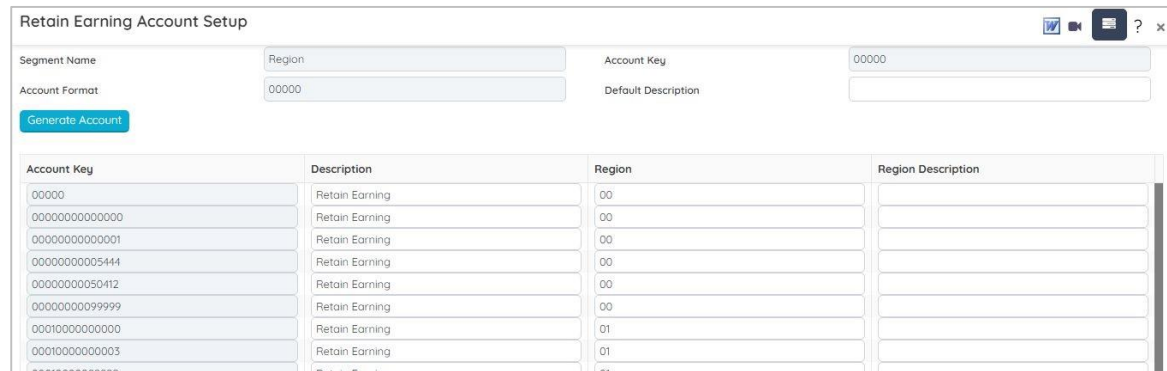 Retain Earning Account Setup
W ? ×
Segment Name Region Account Key 00000
Account Format 00000 Default Description
Generate Account
Account Key Description Region Region Description
00000 Retain Earning 00
00000000000000 Retain Earning 00
00000000000001 Retain Earning 00
00000000005444 Retain Earning 00
00000000050412 Retain Earning 00
00000000099999 Retain Earning 00
00010000000000 Retain Earning 01
00010000000003 Retain Earning 01